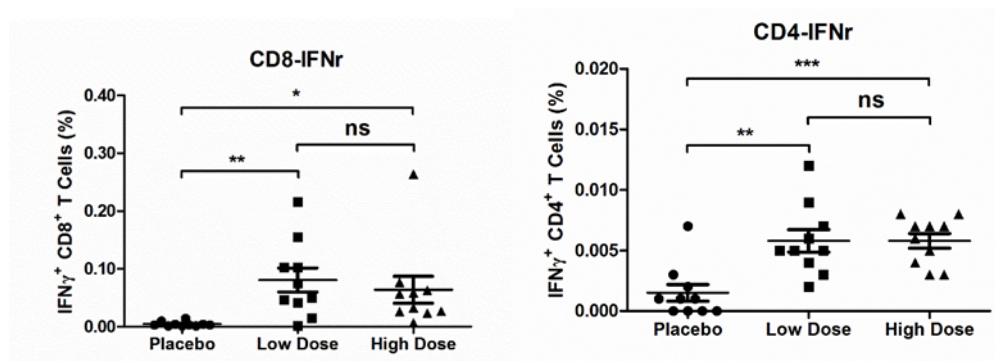 CD8-IFNr
IFNγ⁺ CD8⁺ T Cells (%)
0.40
0.30
0.20
0.10
0.00
*
ns
**
Placebo
Low Dose
High Dose
CD4-IFNr
IFNγ⁺ CD4⁺ T Cells (%)
0.020
0.015
0.010
0.005
0.000
***
ns
**
Placebo
Low Dose
High Dose